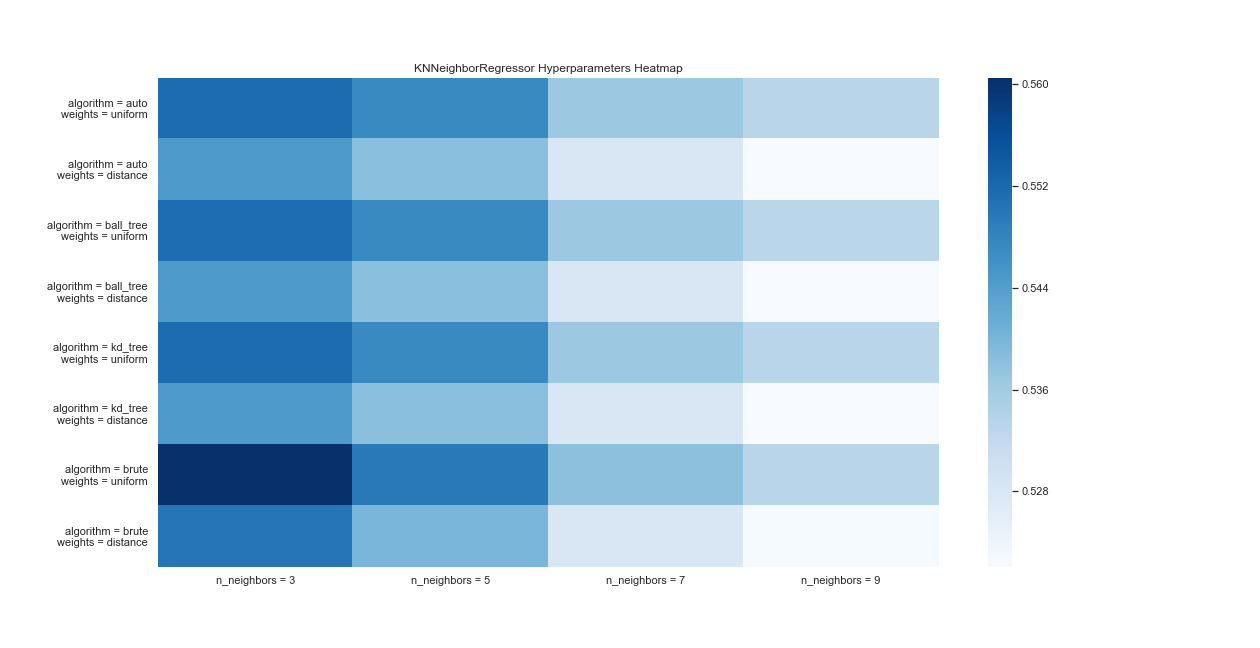 KNNeighborRegressor Hyperparameters Heatmap
algorithm = auto
weights = uniform
algorithm = auto
weights = distance
algorithm = ball_tree
weights = uniform
algorithm = ball_tree
weights = distance
algorithm = kd_tree
weights = uniform
algorithm = kd_tree
weights = distance
algorithm = brute
weights = uniform
algorithm = brute
weights = distance
n_neighbors = 3
n_neighbors = 5
n_neighbors = 7
n_neighbors = 9
0.560
0.552
0.544
0.536
0.528